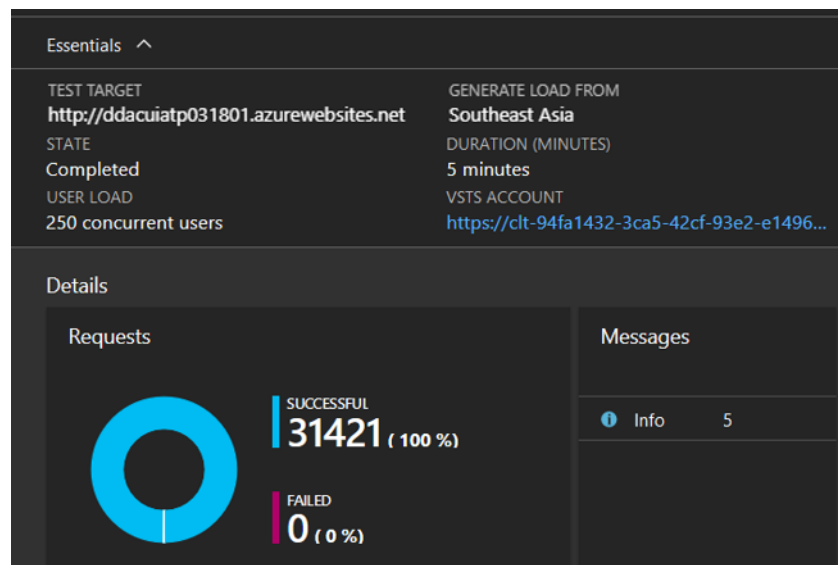 Essentials
TEST TARGET
http://ddacuiatp031801.azurewebsites.net
GENERATE LOAD FROM
Southeast Asia
STATE
Completed
DURATION (MINUTES)
5 minutes
USER LOAD
250 concurrent users
VSTS ACCOUNT
https://clt-94fa1432-3ca5-42cf-93e2-e1496...
Details
Requests
SUCCESSFUL
31421 ( 100 %)
FAILED
0 ( 0 %)
Messages
Info 5